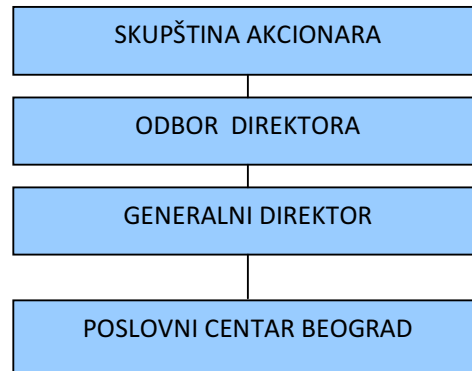 SKUPŠTINA AKCIONARA
ODBOR DIREKTORA
GENERALNI DIREKTOR
POSLOVNI CENTAR BEOGRAD